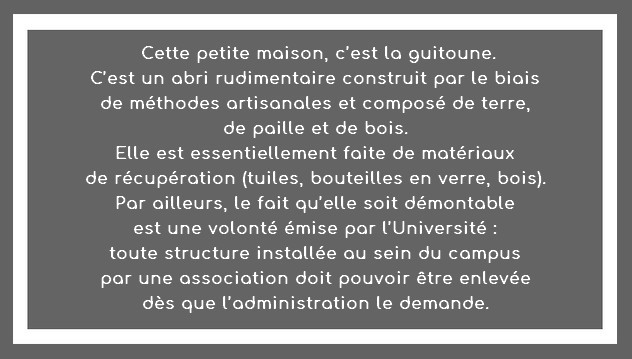 Cette petite maison, c'est la guitoune.
C'est un abri rudimentaire construit par le biais
de méthodes artisanales et composé de terre,
de paille et de bois.
Elle est essentiellement faite de matériaux
de récupération (tuiles, bouteilles en verre, bois).
Par ailleurs, le fait qu'elle soit démontable
est une volonté émise par l'Université :
toute structure installée au sein du campus
par une association doit pouvoir être enlevée
dès que l'administration le demande.